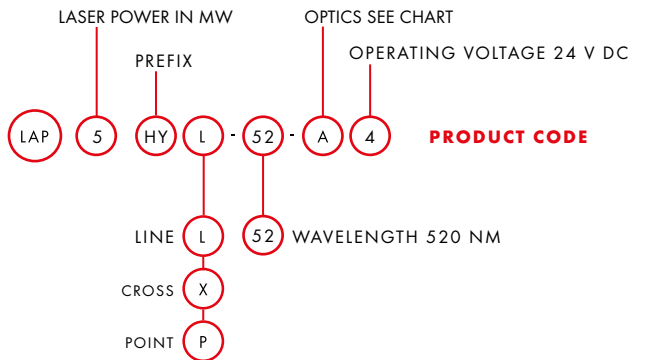 LASER POWER IN MW
OPTICS SEE CHART
PREFIX
OPERATING VOLTAGE 24 V DC
LAP 5 HY L - 52 - A 4 PRODUCT CODE
LINE L 52 WAVELENGTH 520 NM
CROSS X
POINT P